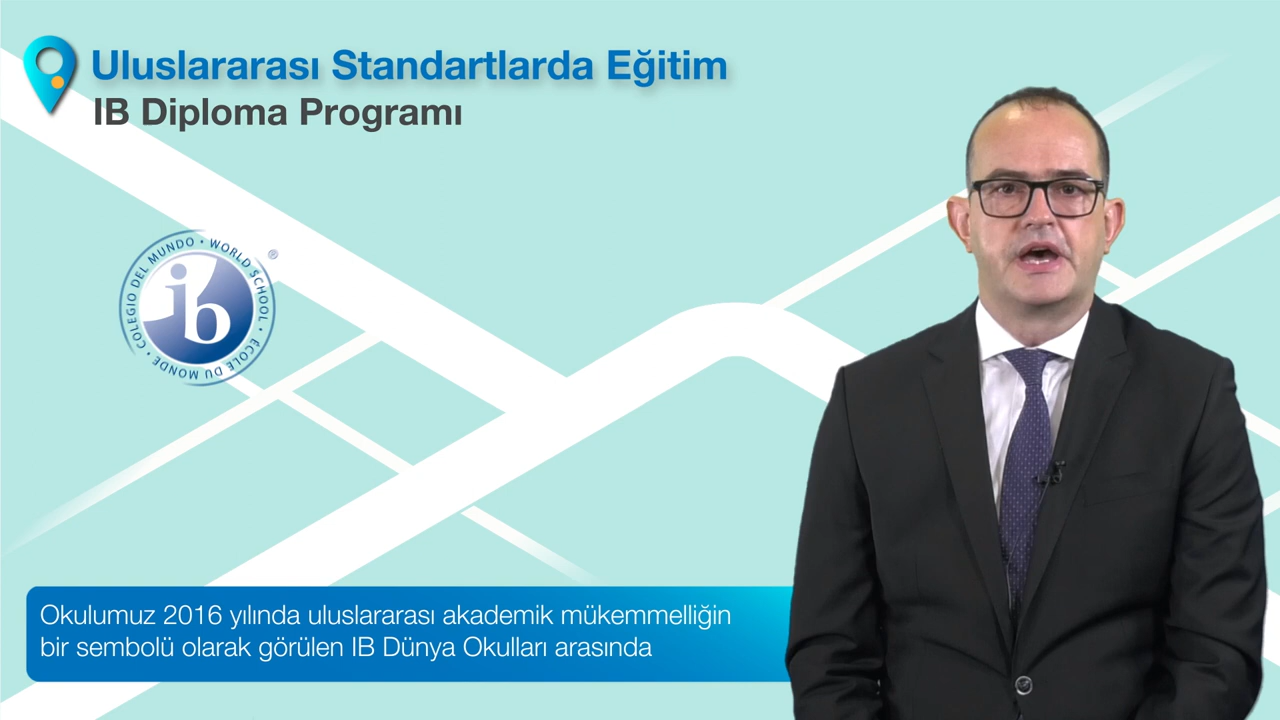 Uluslararası Standartlarda Eğitim
IB Diploma Programı
COLEGIO DEL MUNDO • WORLD SCHOOL • ÉCOLE DU MONDE •
®
ib
Okulumuz 2016 yılında uluslararası akademik mükemmelliğin
bir sembolü olarak görülen IB Dünya Okulları arasında